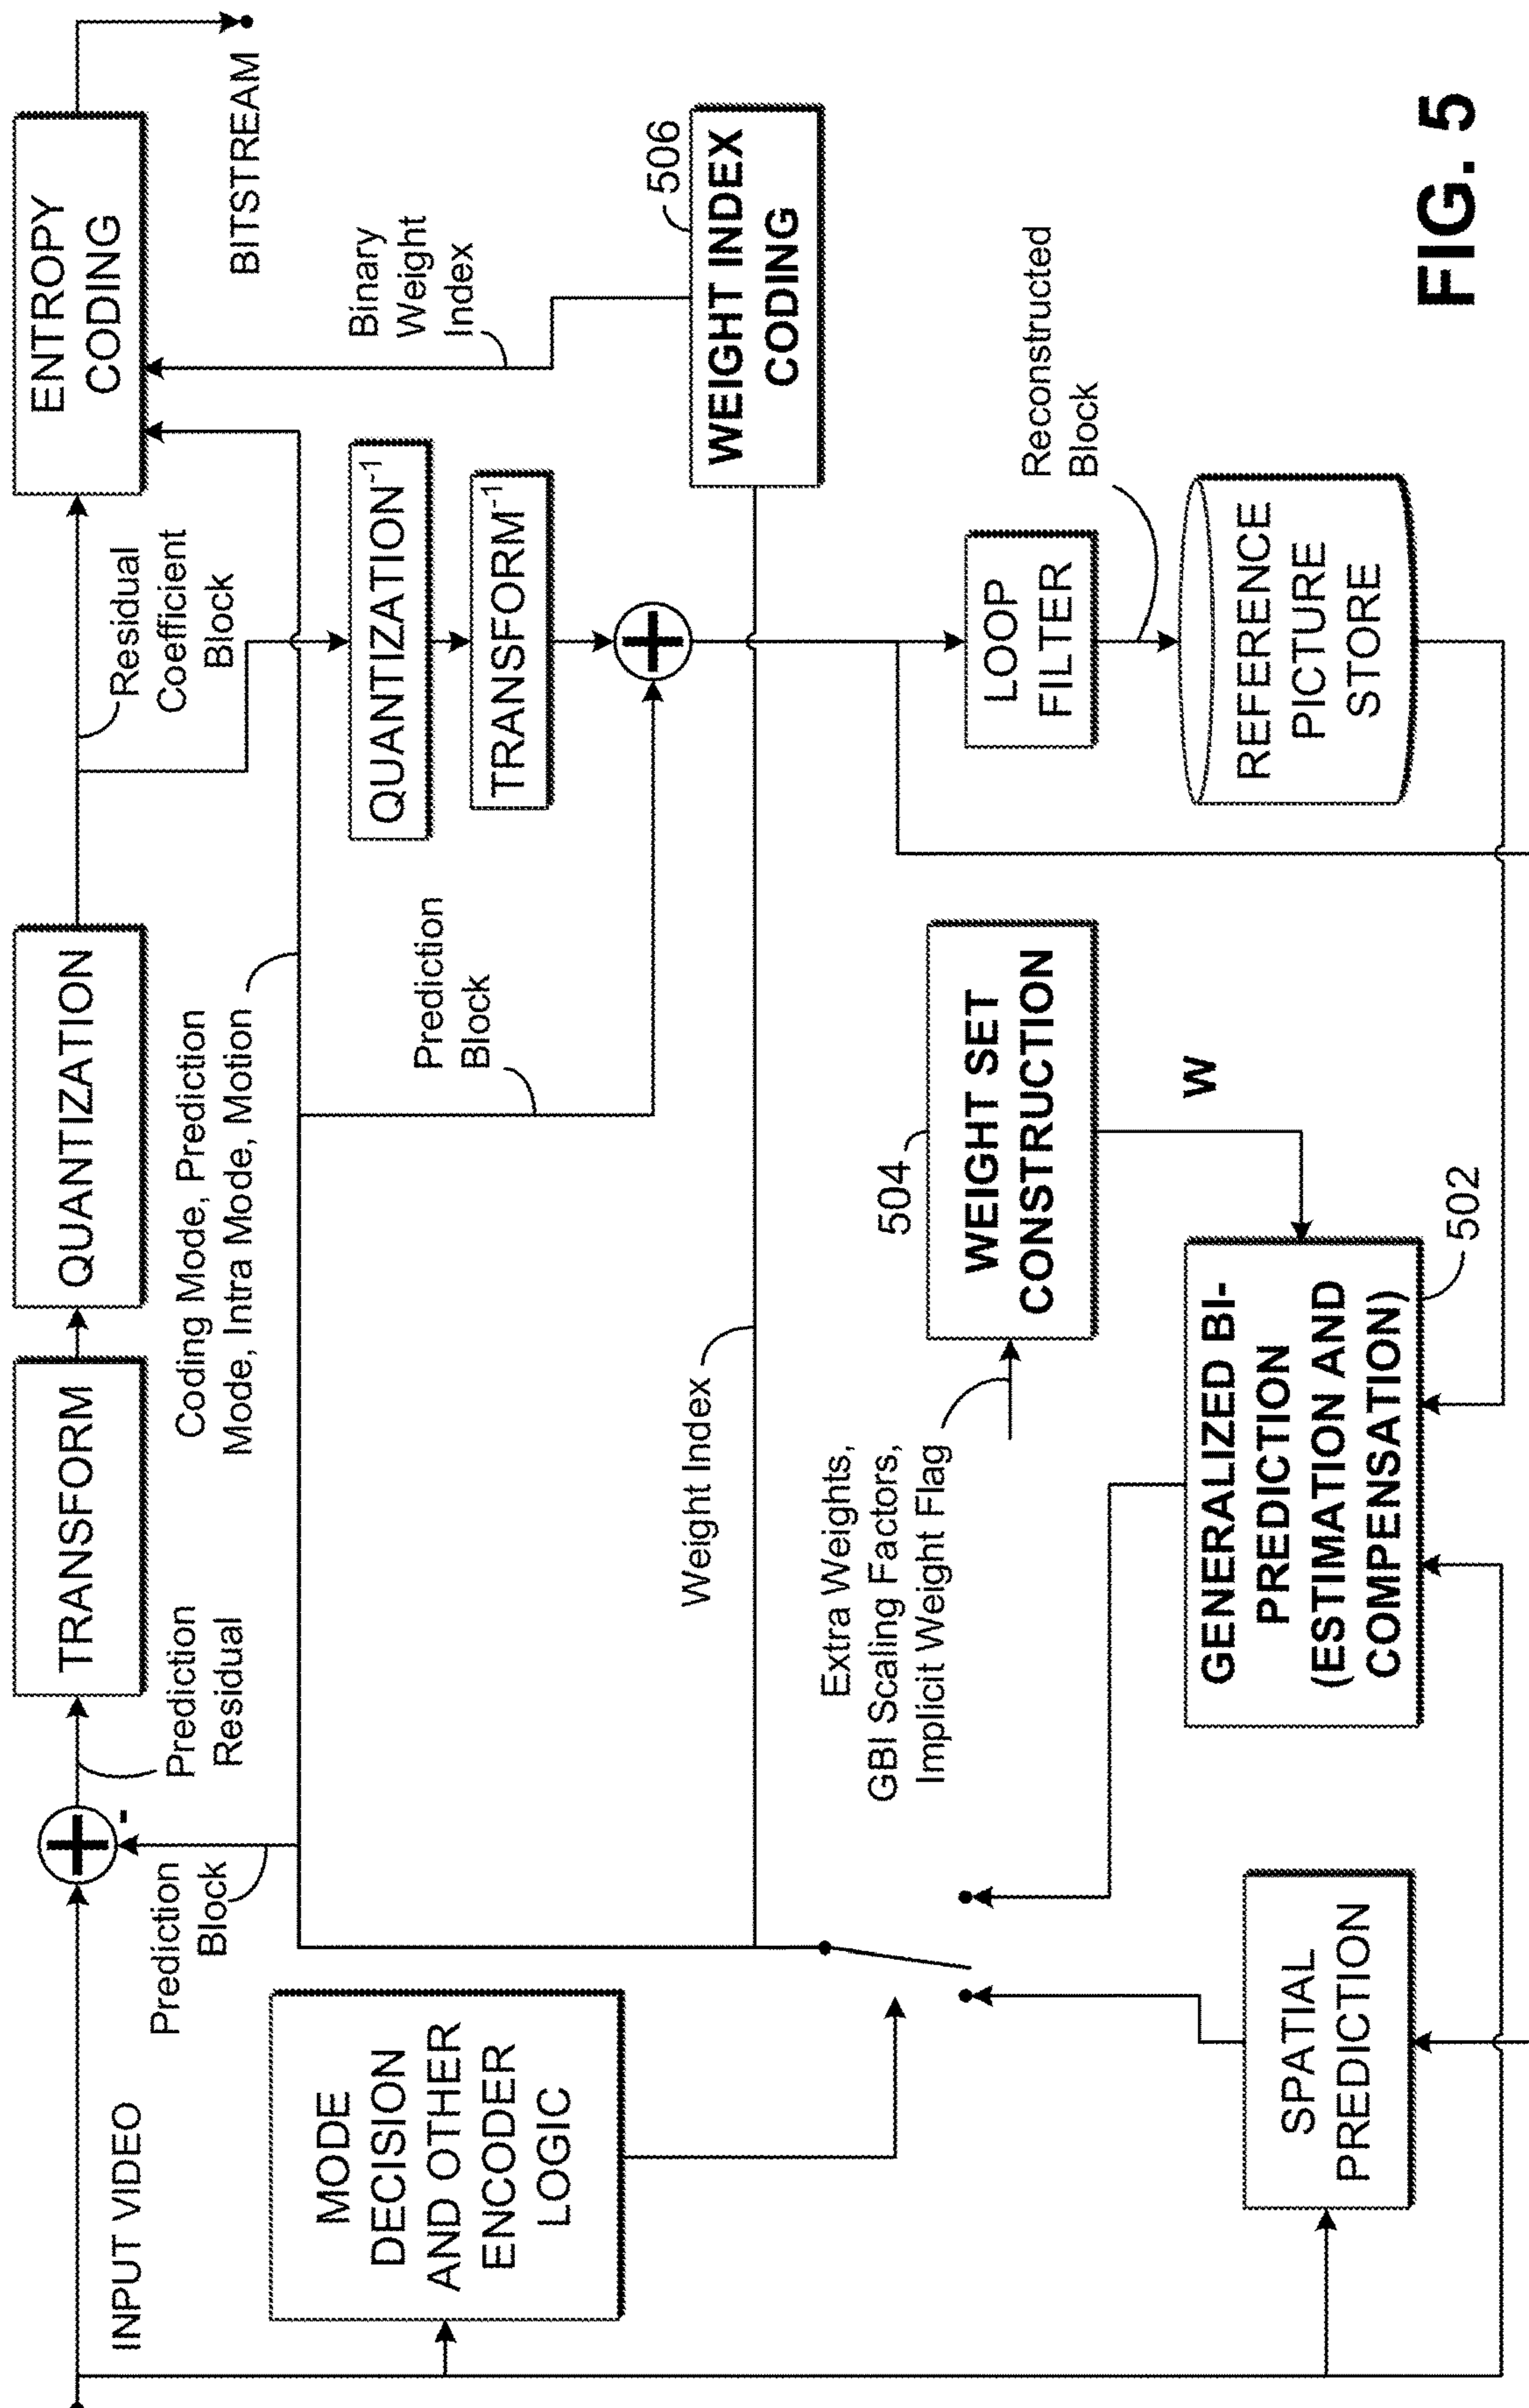 INPUT VIDEO
Prediction
Block
-
Prediction
Residual
TRANSFORM
QUANTIZATION
Residual
Coefficient
Block
ENTROPY
CODING
BITSTREAM
Coding Mode, Prediction
Mode, Intra Mode, Motion
MODE
DECISION
AND OTHER
ENCODER
LOGIC
Prediction
Block
QUANTIZATION-1
TRANSFORM-1
Binary
Weight
Index
506
WEIGHT INDEX
CODING
Weight Index
Extra Weights,
GBI Scaling Factors,
Implicit Weight Flag
504
WEIGHT SET
CONSTRUCTION
W
LOOP
FILTER
Reconstructed
Block
REFERENCE
PICTURE
STORE
SPATIAL
PREDICTION
GENERALIZED BI-
PREDICTION
(ESTIMATION AND
COMPENSATION)
502
FIG. 5